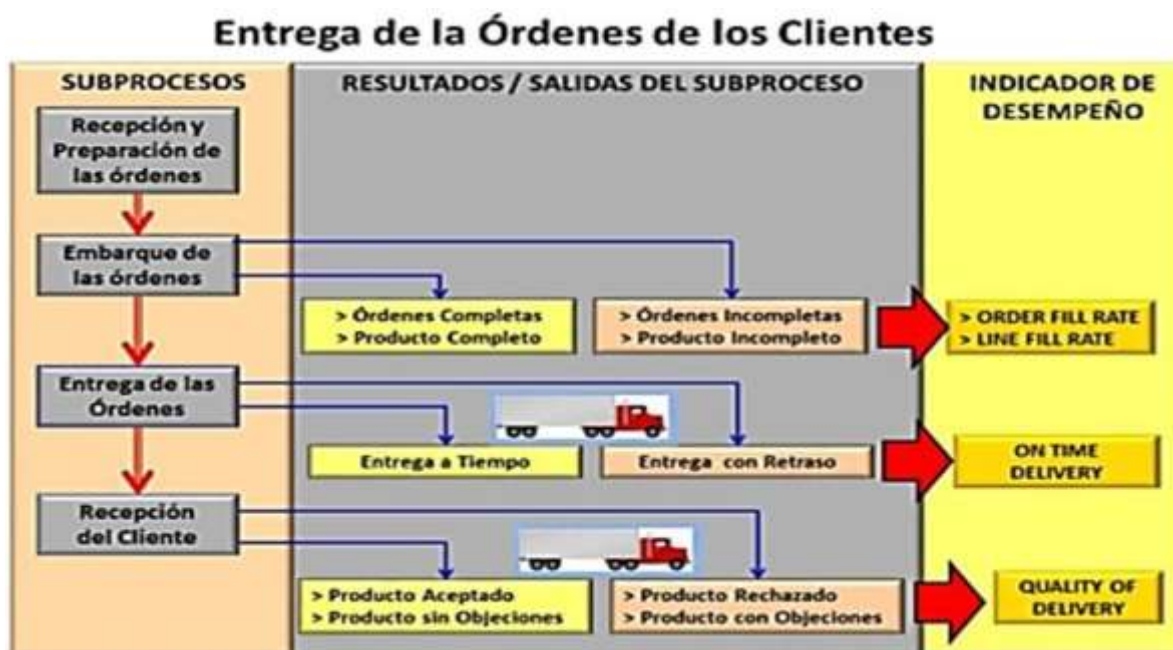 Entrega de la Órdenes de los Clientes
SUBPROCESOS
RESULTADOS / SALIDAS DEL SUBPROCESO
INDICADOR DE
DESEMPEÑO
Recepción y
Preparación de
las órdenes
Embarque de
las órdenes
> Órdenes Completas
> Producto Completo
> Órdenes Incompletas
> Producto Incompleto
> ORDER FILL RATE
> LINE FILL RATE
Entrega de las
Órdenes
Entrega a Tiempo
Entrega con Retraso
ON TIME
DELIVERY
Recepción
del Cliente
> Producto Aceptado
> Producto sin Objeciones
> Producto Rechazado
> Producto con Objeciones
QUALITY OF
DELIVERY